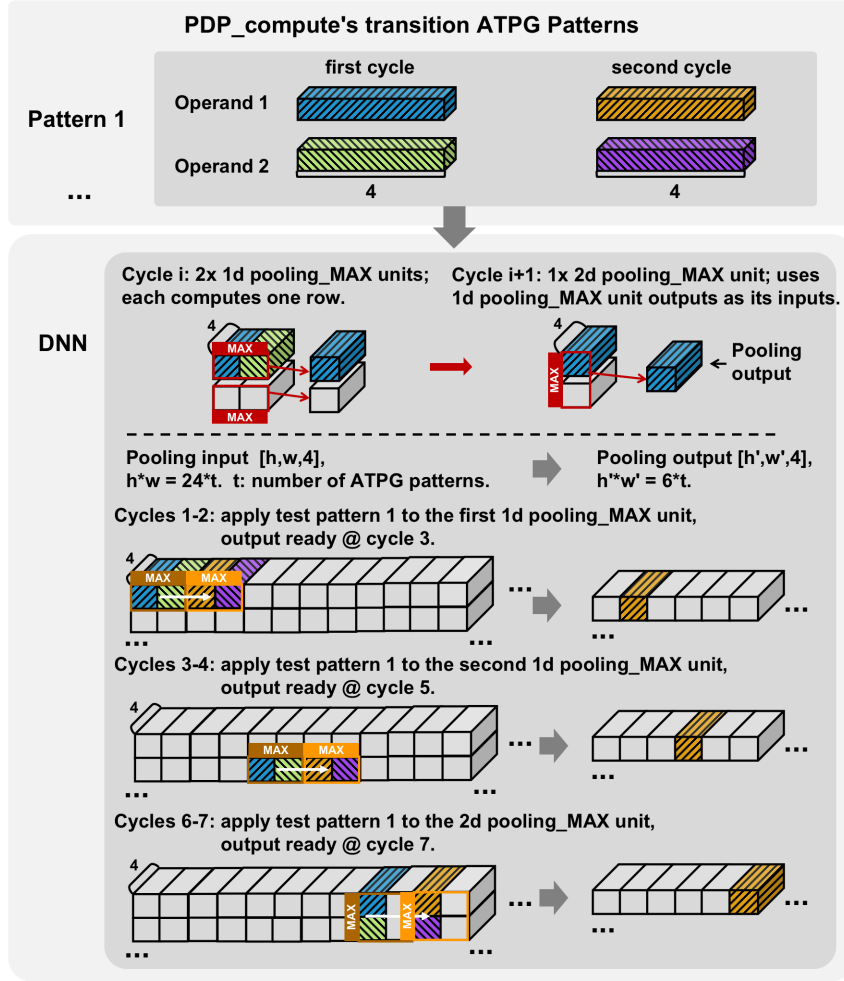 PDP_compute's transition ATPG Patterns
first cycle
second cycle
Pattern 1
Operand 1
Operand 2
...
4
4
DNN
Cycle i: 2x 1d pooling_MAX units;
each computes one row.
Cycle i+1: 1x 2d pooling_MAX unit; uses
1d pooling_MAX unit outputs as its inputs.
4
MAX
MAX
4
MAX
Pooling
output
Pooling input [h,w,4],
h*w = 24*t. t: number of ATPG patterns.
Pooling output [h',w',4],
h'*w' = 6*t.
Cycles 1-2: apply test pattern 1 to the first 1d pooling_MAX unit,
output ready @ cycle 3.
4
MAX MAX
...
...
...
...
...
Cycles 3-4: apply test pattern 1 to the second 1d pooling_MAX unit,
output ready @ cycle 5.
4
MAX MAX
...
...
...
...
...
Cycles 6-7: apply test pattern 1 to the 2d pooling_MAX unit,
output ready @ cycle 7.
4
MAX
MAX
...
...
...
...
...